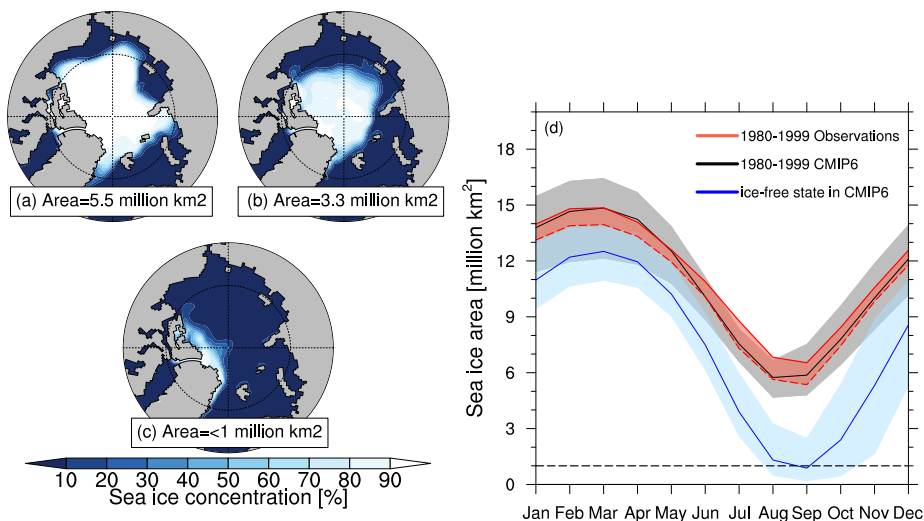 (a) Area=5.5 million km2
(b) Area=3.3 million km2
(c) Area=<1 million km2
10 20 30 40 50 60 70 80 90
Sea ice concentration [%]
(d)
1980-1999 Observations
1980-1999 CMIP6
ice-free state in CMIP6
Sea ice area [million km²]
18
15
12
9
6
3
1
0
Jan Feb Mar Apr May Jun Jul Aug Sep Oct Nov Dec